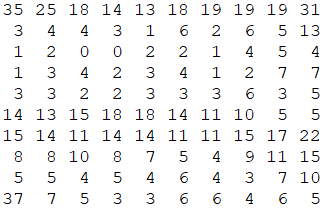 35 25 18 14 13 18 19 19 19 31
3 4 4 3 1 6 2 6 5 13
1 2 0 0 2 2 1 4 5 4
1 3 4 2 3 4 1 2 7 7
3 3 2 2 3 3 3 6 3 5
14 13 15 18 18 14 11 10 5 5
15 14 11 14 14 11 11 15 17 22
8 8 10 8 7 5 4 9 11 15
5 5 4 5 4 6 4 3 7 10
37 7 5 3 3 6 6 4 6 5